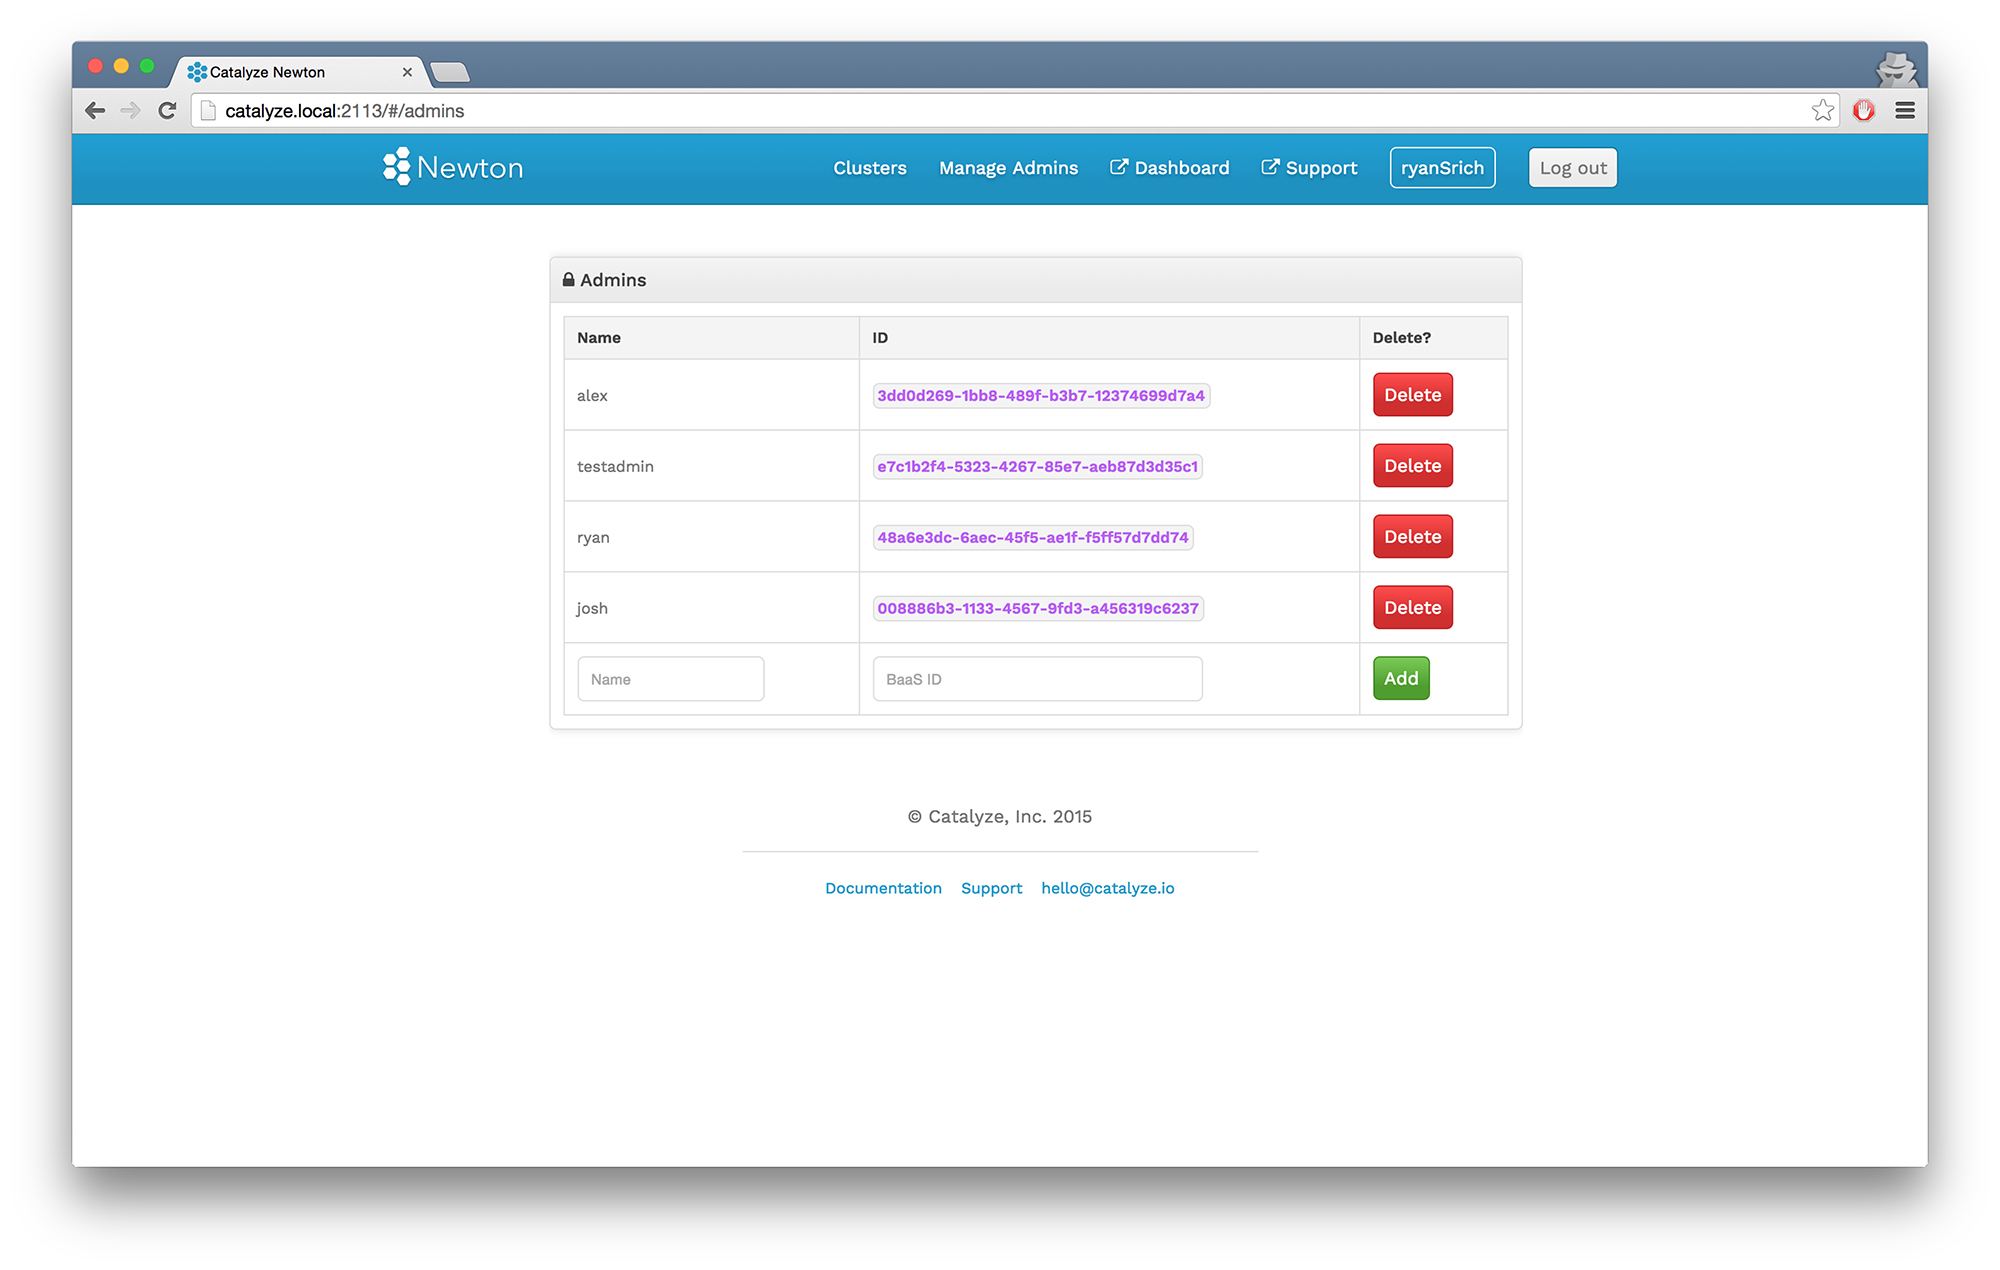 Catalyze Newton
catalyze.local:2113/#/admins
Newton Clusters Manage Admins Dashboard Support ryanSrich Log out
Admins
Name ID Delete?
alex 3dd0d269-1bb8-489f-b3b7-12374699d7a4 Delete
testadmin e7c1b2f4-5323-4267-85e7-aeb87d3d35c1 Delete
ryan 48a6e3dc-6aec-45f5-ae1f-f5ff57d7dd74 Delete
josh 008886b3-1133-4567-9fd3-a456319c6237 Delete
Name BaaS ID Add
© Catalyze, Inc. 2015
Documentation Support hello@catalyze.io